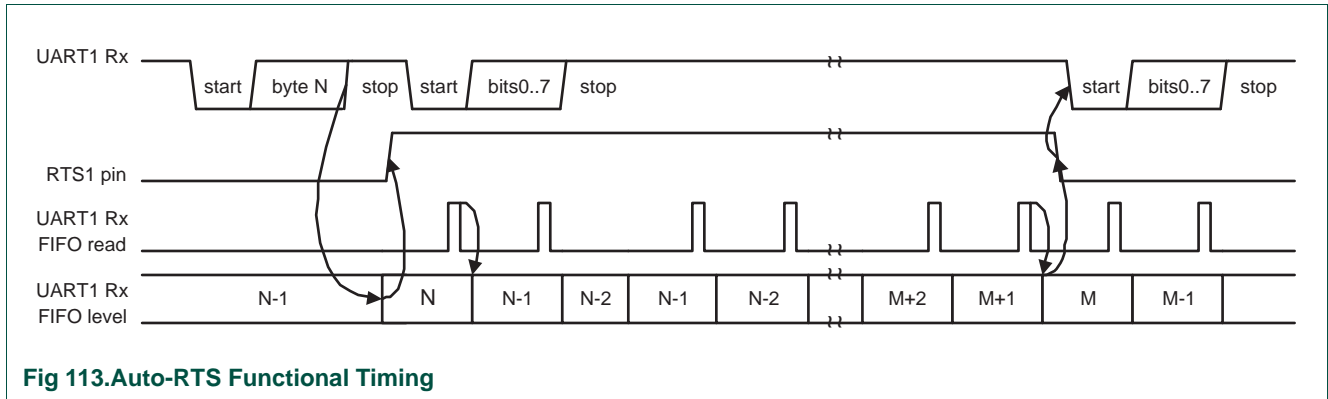 UART1 Rx
start byte N stop start bits0..7 stop start bits0..7 stop
RTS1 pin
UART1 Rx
FIFO read
UART1 Rx
FIFO level
N-1 N N-1 N-2 N-1 N-2 M+2 M+1 M M-1
Fig 113.Auto-RTS Functional Timing